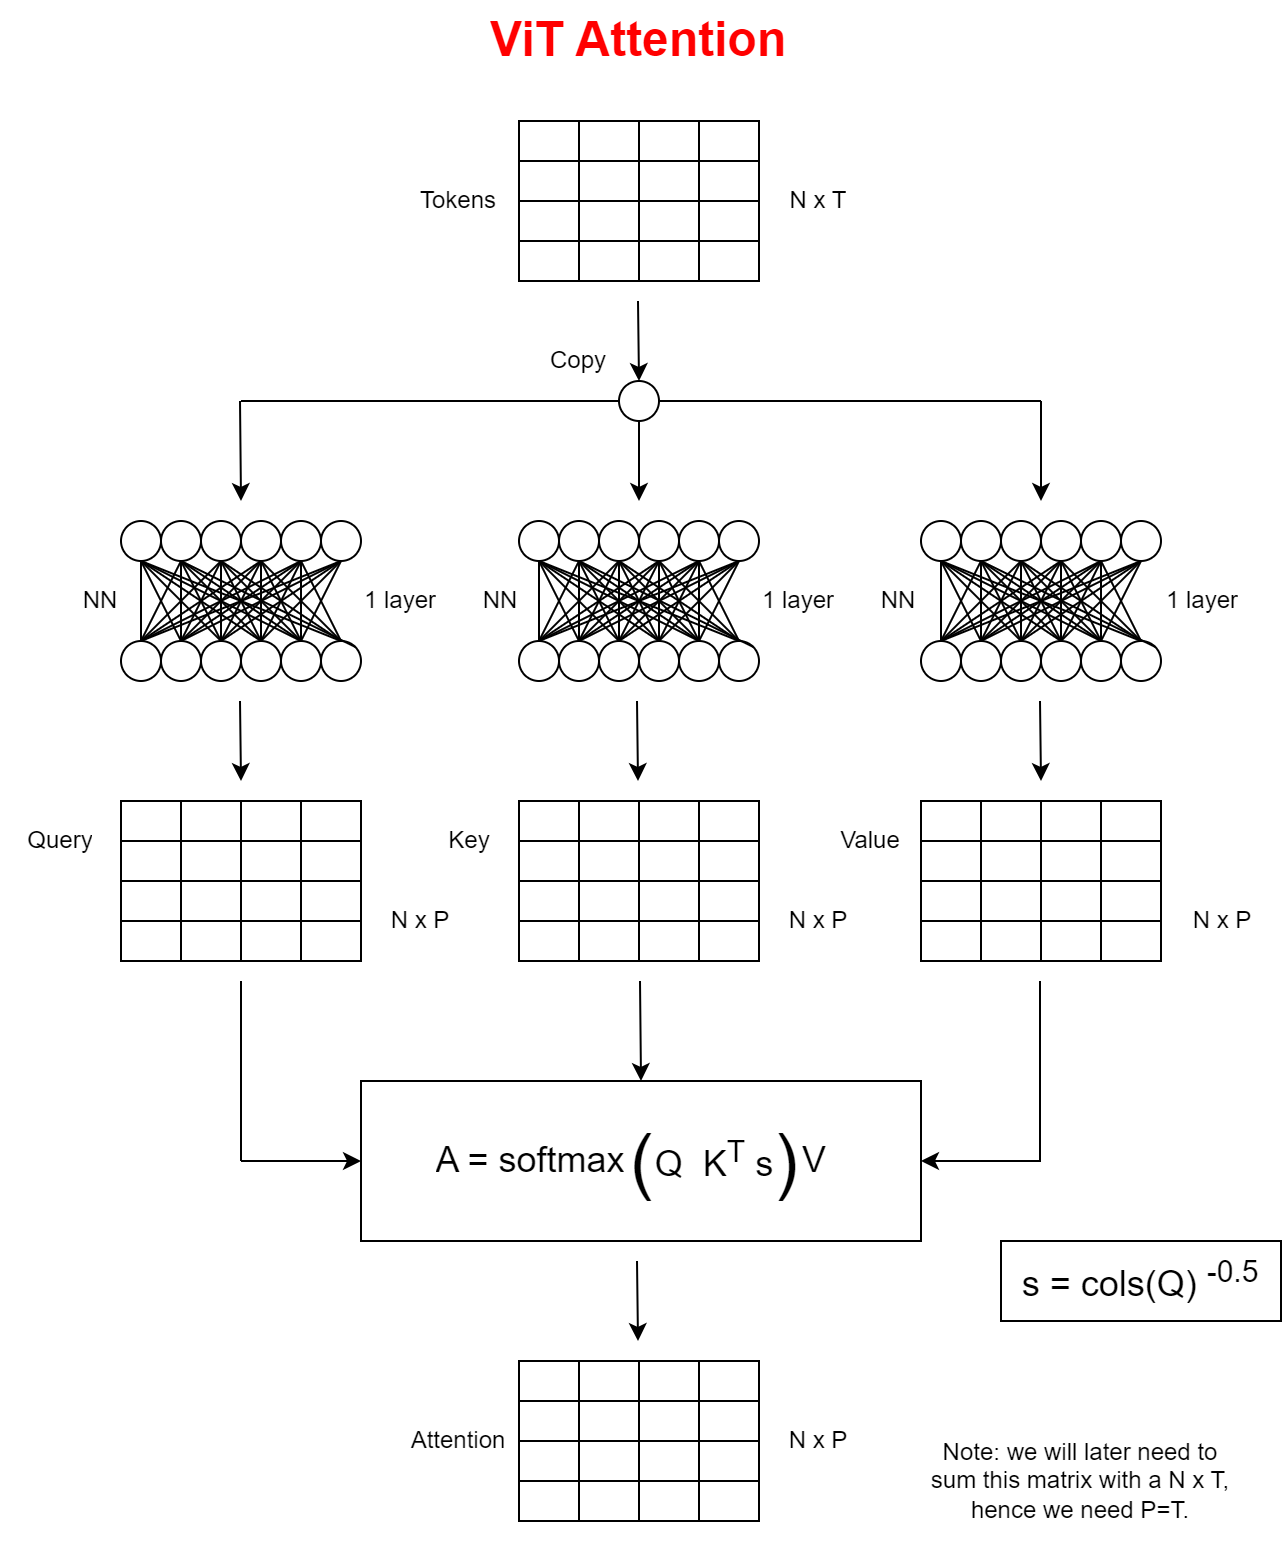 ViT Attention
Tokens
N x T
Copy
NN
1 layer
NN
1 layer
NN
1 layer
Query
N x P
Key
N x P
Value
N x P
A = softmax(Q K^T s)V
s = cols(Q) ^-0.5
Attention
N x P
Note: we will later need to
sum this matrix with a N x T,
hence we need P=T.